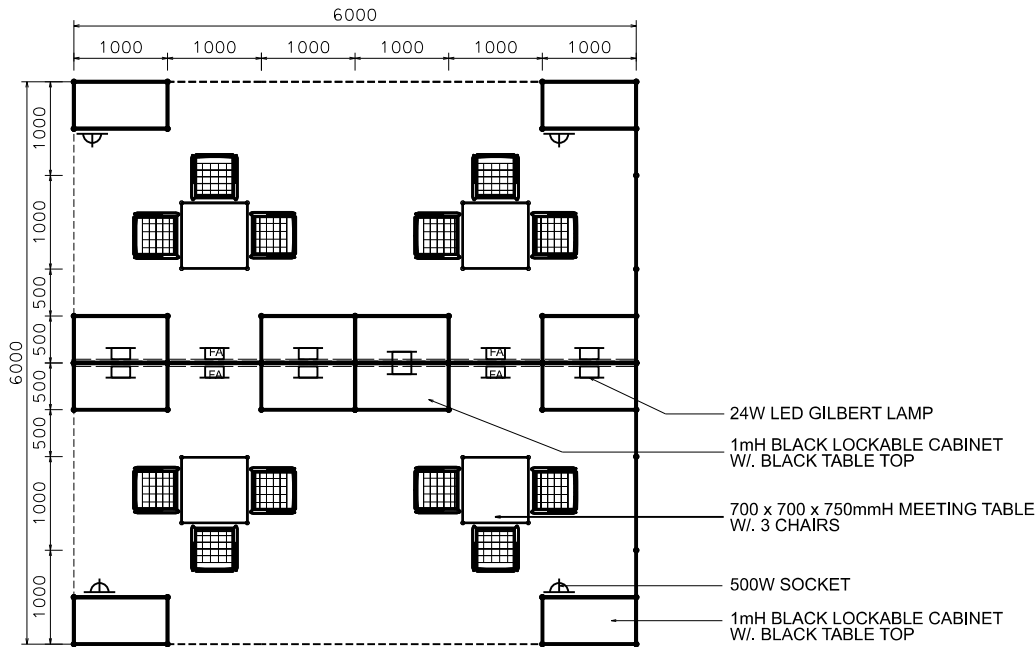 6000
1000 1000 1000 1000 1000 1000
1000
1000
500
500
500
500
1000
1000
6000
FA FA
FA FA
24W LED GILBERT LAMP
1mH BLACK LOCKABLE CABINET
W/. BLACK TABLE TOP
700 x 700 x 750mmH MEETING TABLE
W/. 3 CHAIRS
500W SOCKET
1mH BLACK LOCKABLE CABINET
W/. BLACK TABLE TOP